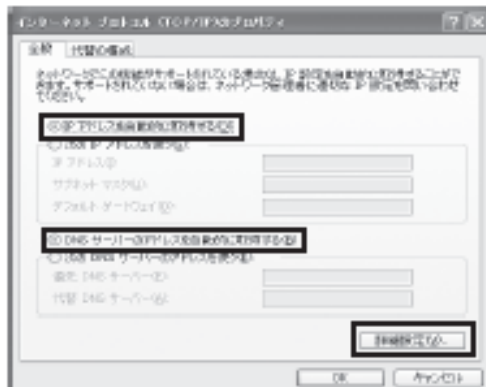 インターネット プロトコル (TCP/IP)のプロパティ
全般 代替の構成
ネットワークでこの機能がサポートされている場合は、IP 設定を自動的に取得することがで
きます。サポートされていない場合は、ネットワーク管理者に適切な IP 設定を問い合わせ
てください。
IP アドレスを自動的に取得する(O)
次の IP アドレスを使う(S):
IP アドレス(I):
サブネット マスク(U):
デフォルト ゲートウェイ(D):
DNS サーバーのアドレスを自動的に取得する(B)
次の DNS サーバーのアドレスを使う(E):
優先 DNS サーバー(P):
代替 DNS サーバー(A):
詳細設定(V)...
OK キャンセル